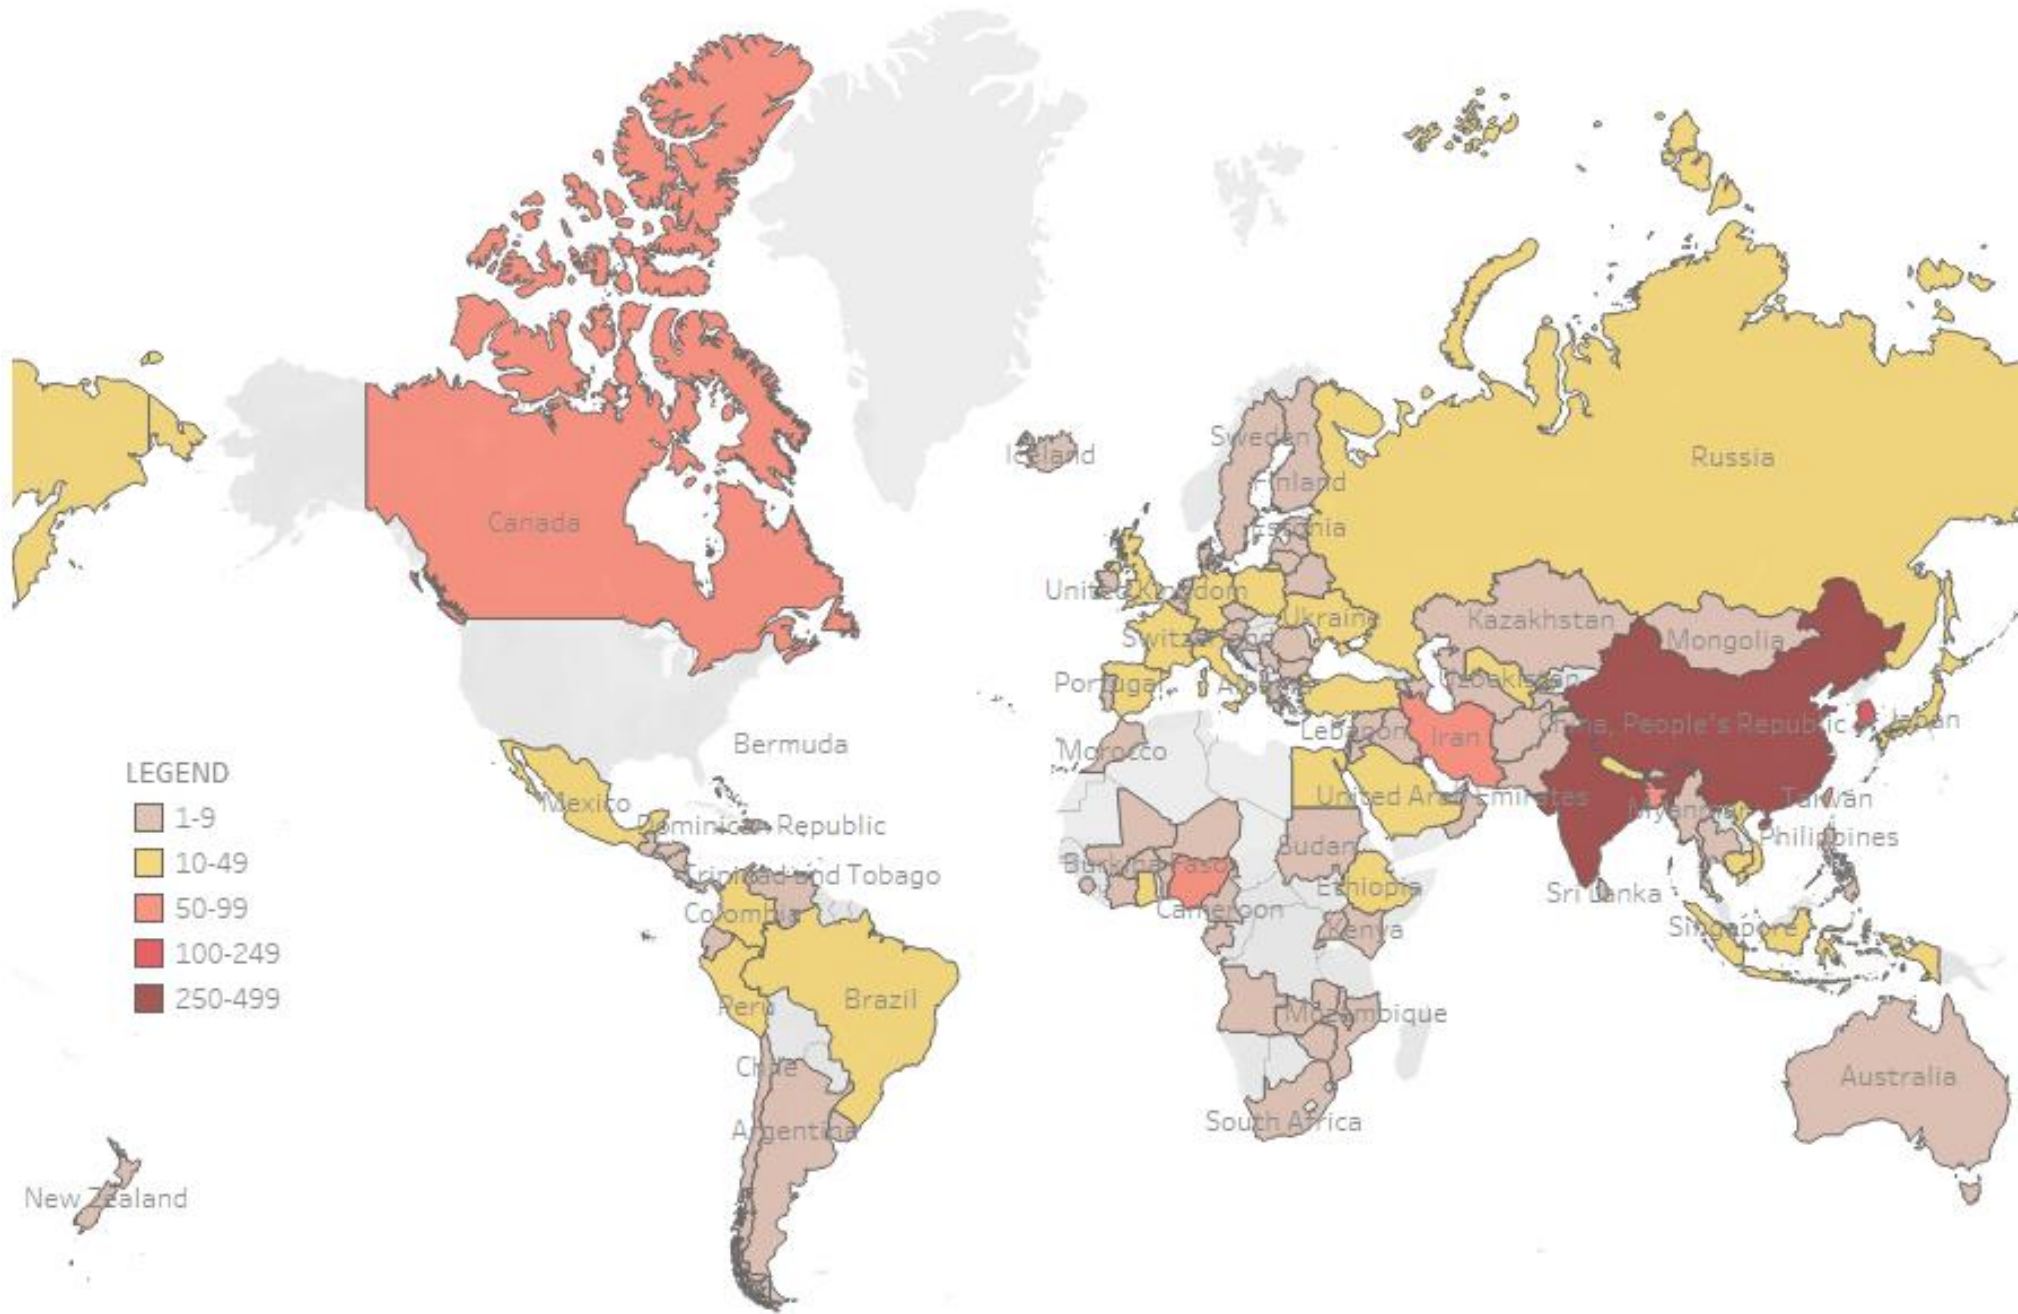 Sweden
Iceland
Russia
Finland
Canada
Estonia
United Kingdom
Ukraine
Kazakhstan
Switzerland
Mongolia
Portugal
Uzbekistan
China, People's Republic
Japan
Lebanon
Iran
Bermuda
Morocco
LEGEND
1-9
10-49
50-99
100-249
250-499
Mexico
United Arab Emirates
Taiwan
Myanmar
Dominican Republic
Philippines
Sudan
Burkina Faso
Trinidad and Tobago
Ethiopia
Sri Lanka
Colombia
Cameroon
Kenya
Singapore
Brazil
Peru
Mozambique
Chile
Australia
South Africa
Argentina
New Zealand